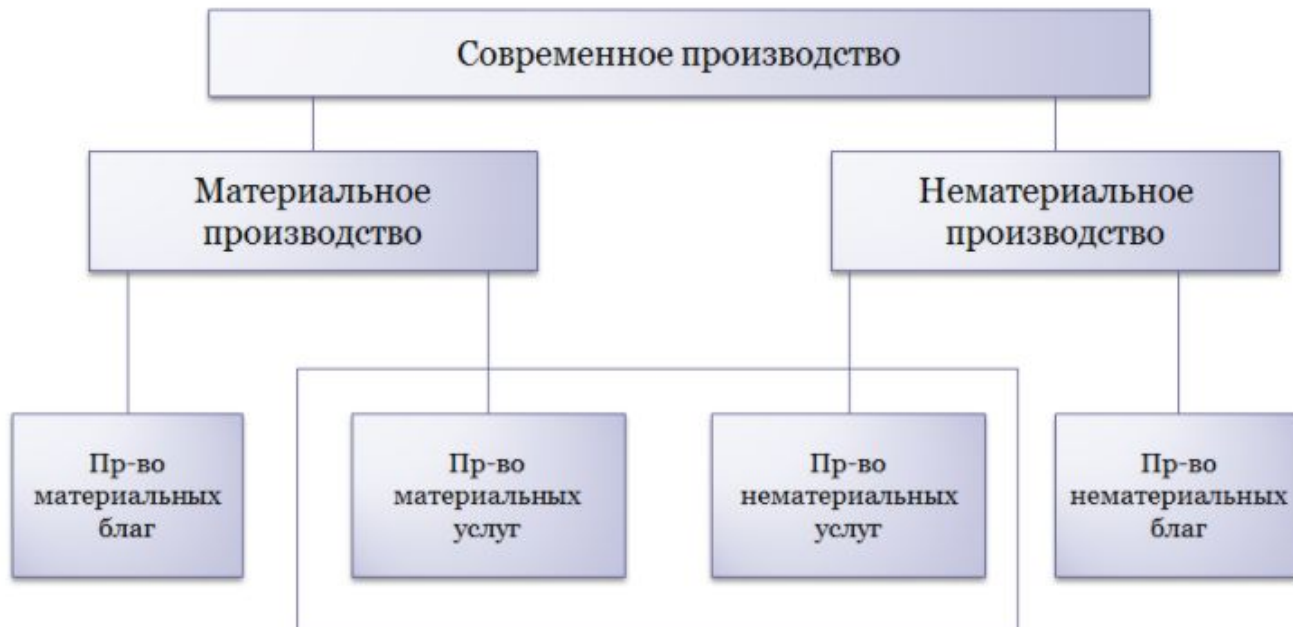 Современное производство
Материальное
производство
Нематериальное
производство
Пр-во
материальных
благ
Пр-во
материальных
услуг
Пр-во
нематериальных
услуг
Пр-во
нематериальных
благ